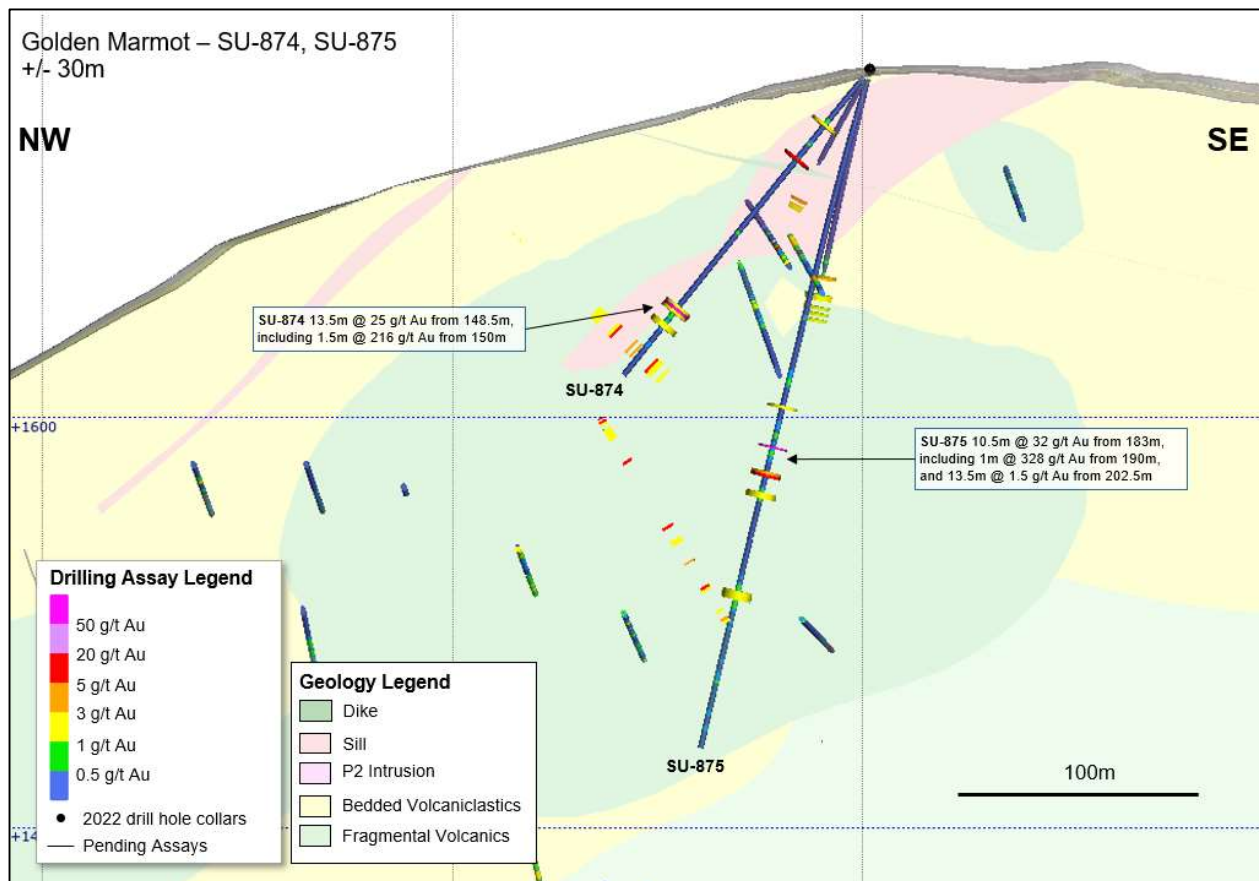 Golden Marmot – SU-874, SU-875
+/- 30m
NW
SE
SU-874 13.5m @ 25 g/t Au from 148.5m,
including 1.5m @ 216 g/t Au from 150m
SU-874
+1600
SU-875 10.5m @ 32 g/t Au from 183m,
including 1m @ 328 g/t Au from 190m,
and 13.5m @ 1.5 g/t Au from 202.5m
Drilling Assay Legend
50 g/t Au
20 g/t Au
5 g/t Au
3 g/t Au
1 g/t Au
0.5 g/t Au
2022 drill hole collars
Pending Assays
Geology Legend
Dike
Sill
P2 Intrusion
Bedded Volcaniclastics
Fragmental Volcanics
SU-875
100m